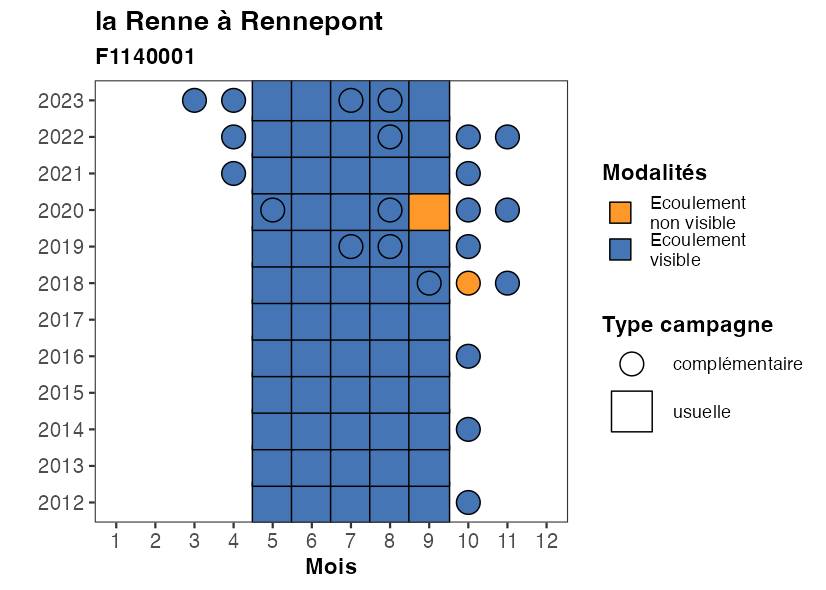 la Renne à Rennepont
F1140001
2023
2022
2021
2020
2019
2018
2017
2016
2015
2014
2013
2012
1 2 3 4 5 6 7 8 9 10 11 12
Mois
Modalités
Ecoulement
non visible
Ecoulement
visible
Type campagne
complémentaire
usuelle